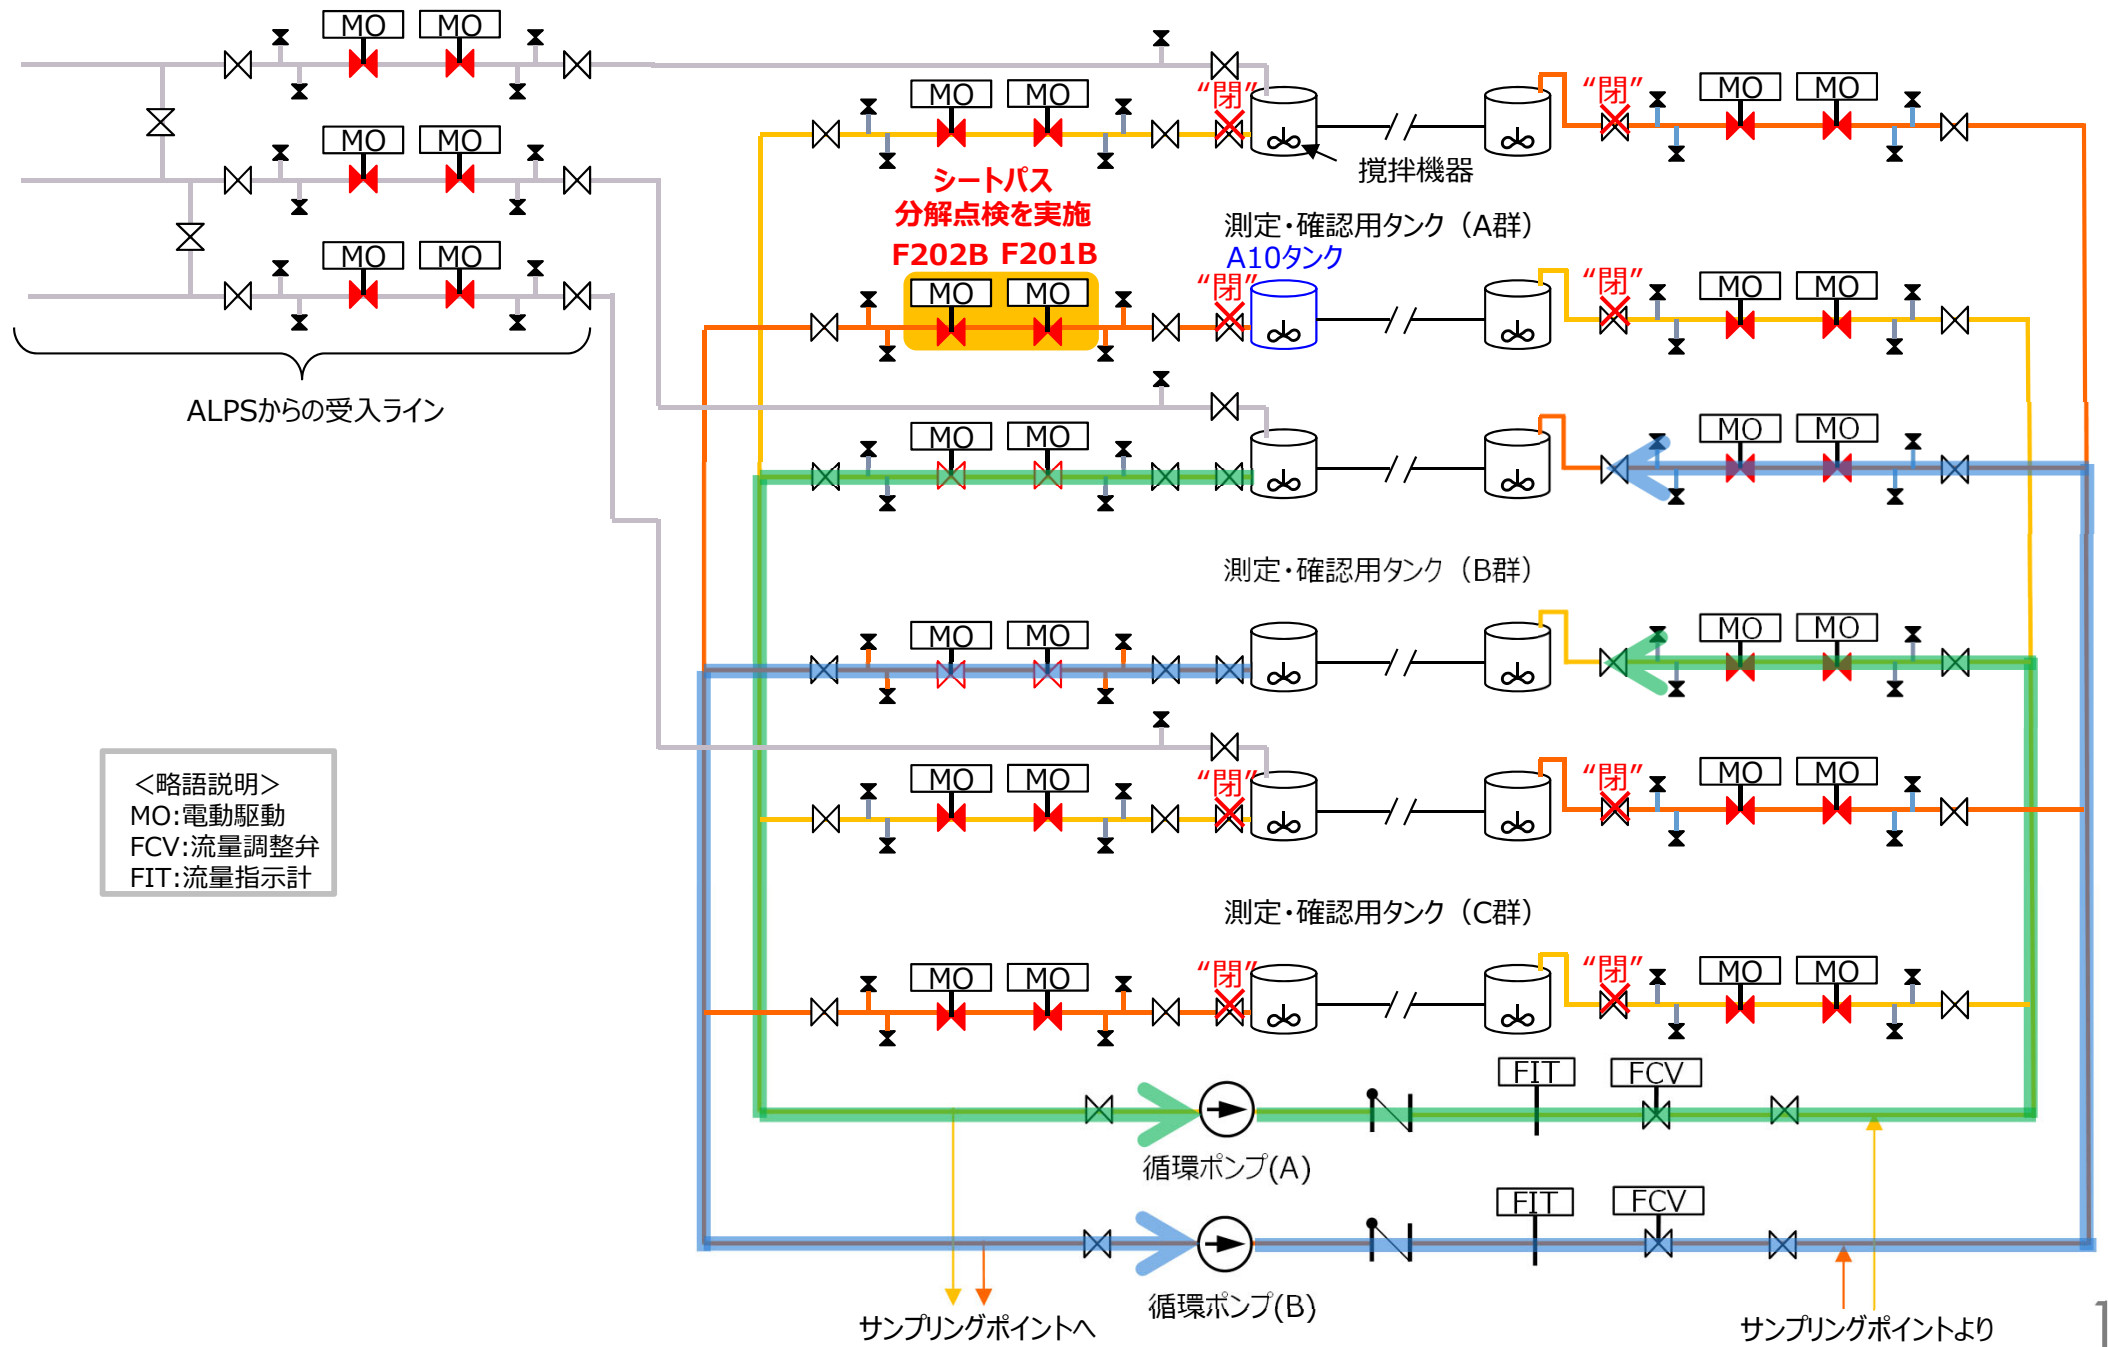 MO MO
MO MO
“閉”
“閉”
MO MO
MO MO
撹拌機器
シートパス
分解点検を実施
F202B F201B
測定・確認用タンク（A群）
A10タンク
MO MO
MO MO
“閉”
“閉”
MO MO
ALPSからの受入ライン
MO MO
MO MO
測定・確認用タンク（B群）
MO MO
MO MO
＜略語説明＞
MO:電動駆動
FCV:流量調整弁
FIT:流量指示計
MO MO
“閉”
“閉”
MO MO
測定・確認用タンク（C群）
MO MO
“閉”
“閉”
MO MO
FIT
FCV
循環ポンプ(A)
FIT
FCV
循環ポンプ(B)
サンプリングポイントへ
サンプリングポイントより
1